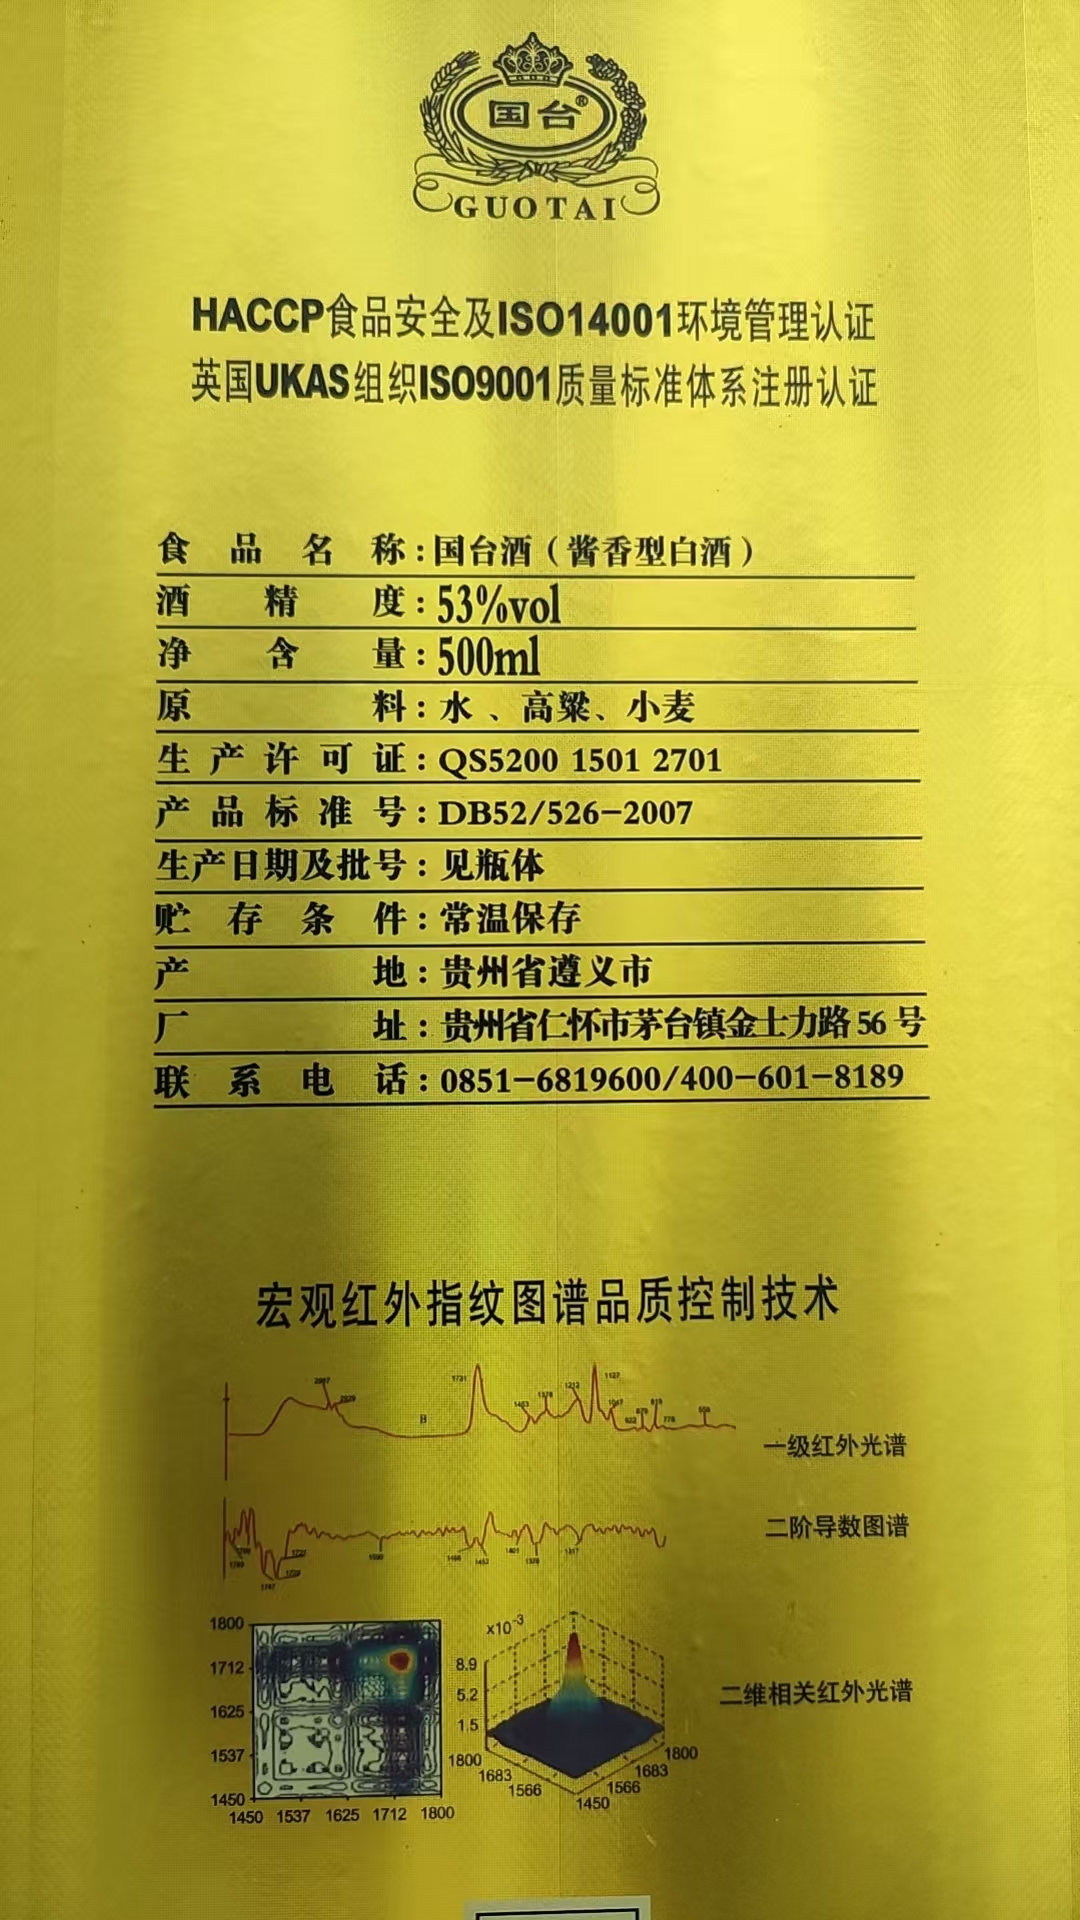 国台®
GUOTAI
HACCP食品安全及ISO14001环境管理认证
英国UKAS组织ISO9001质量标准体系注册认证
食品名称：国台酒（酱香型白酒）
酒精度：53%vol
净含量：500ml
原料：水、高粱、小麦
生产许可证：QS5200 1501 2701
产品标准号：DB52/526-2007
生产日期及批号：见瓶体
贮存条件：常温保存
产地：贵州省遵义市
厂址：贵州省仁怀市茅台镇金士力路56号
联系电话：0851-6819600/400-601-8189
宏观红外指纹图谱品质控制技术
2929
B
1731
1127
一级红外光谱
二阶导数图谱
1800
1712
1625
1537
1450
1450 1537 1625 1712 1800
x10⁻³
8.9
5.2
1.5
1800
1683
1566
1450
1566
1683
1800
二维相关红外光谱